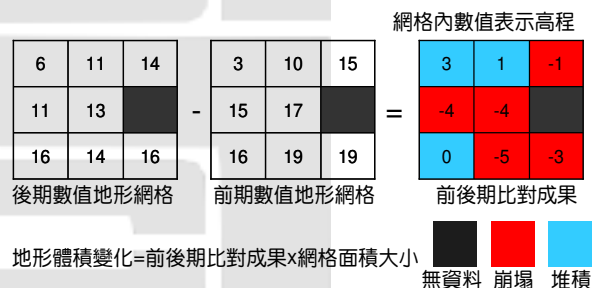 網格內數值表示高程
6 11 14 3 10 15 3 1 -1
11 13 - 15 17 = -4 -4
16 14 16 16 19 19 0 -5 -3
後期數值地形網格 前期數值地形網格 前後期比對成果
地形體積變化=前後期比對成果x網格面積大小
無資料 崩塌 堆積